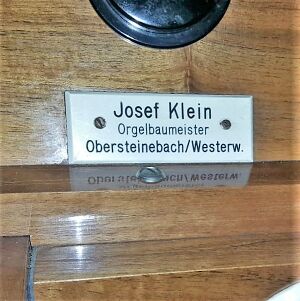 Josef Klein
Orgelbaumeister
Obersteinebach/Westerw.